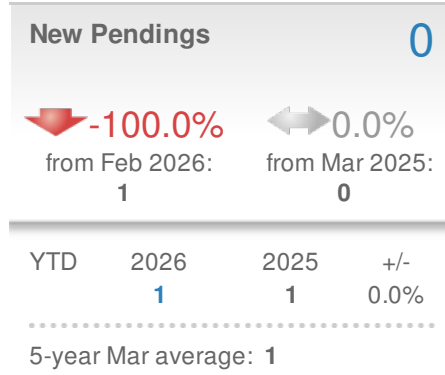 New Pendings 0
-100.0% 0.0%
from Feb 2026: from Mar 2025:
1 0
YTD 2026 2025 +/-
1 1 0.0%
5-year Mar average: 1